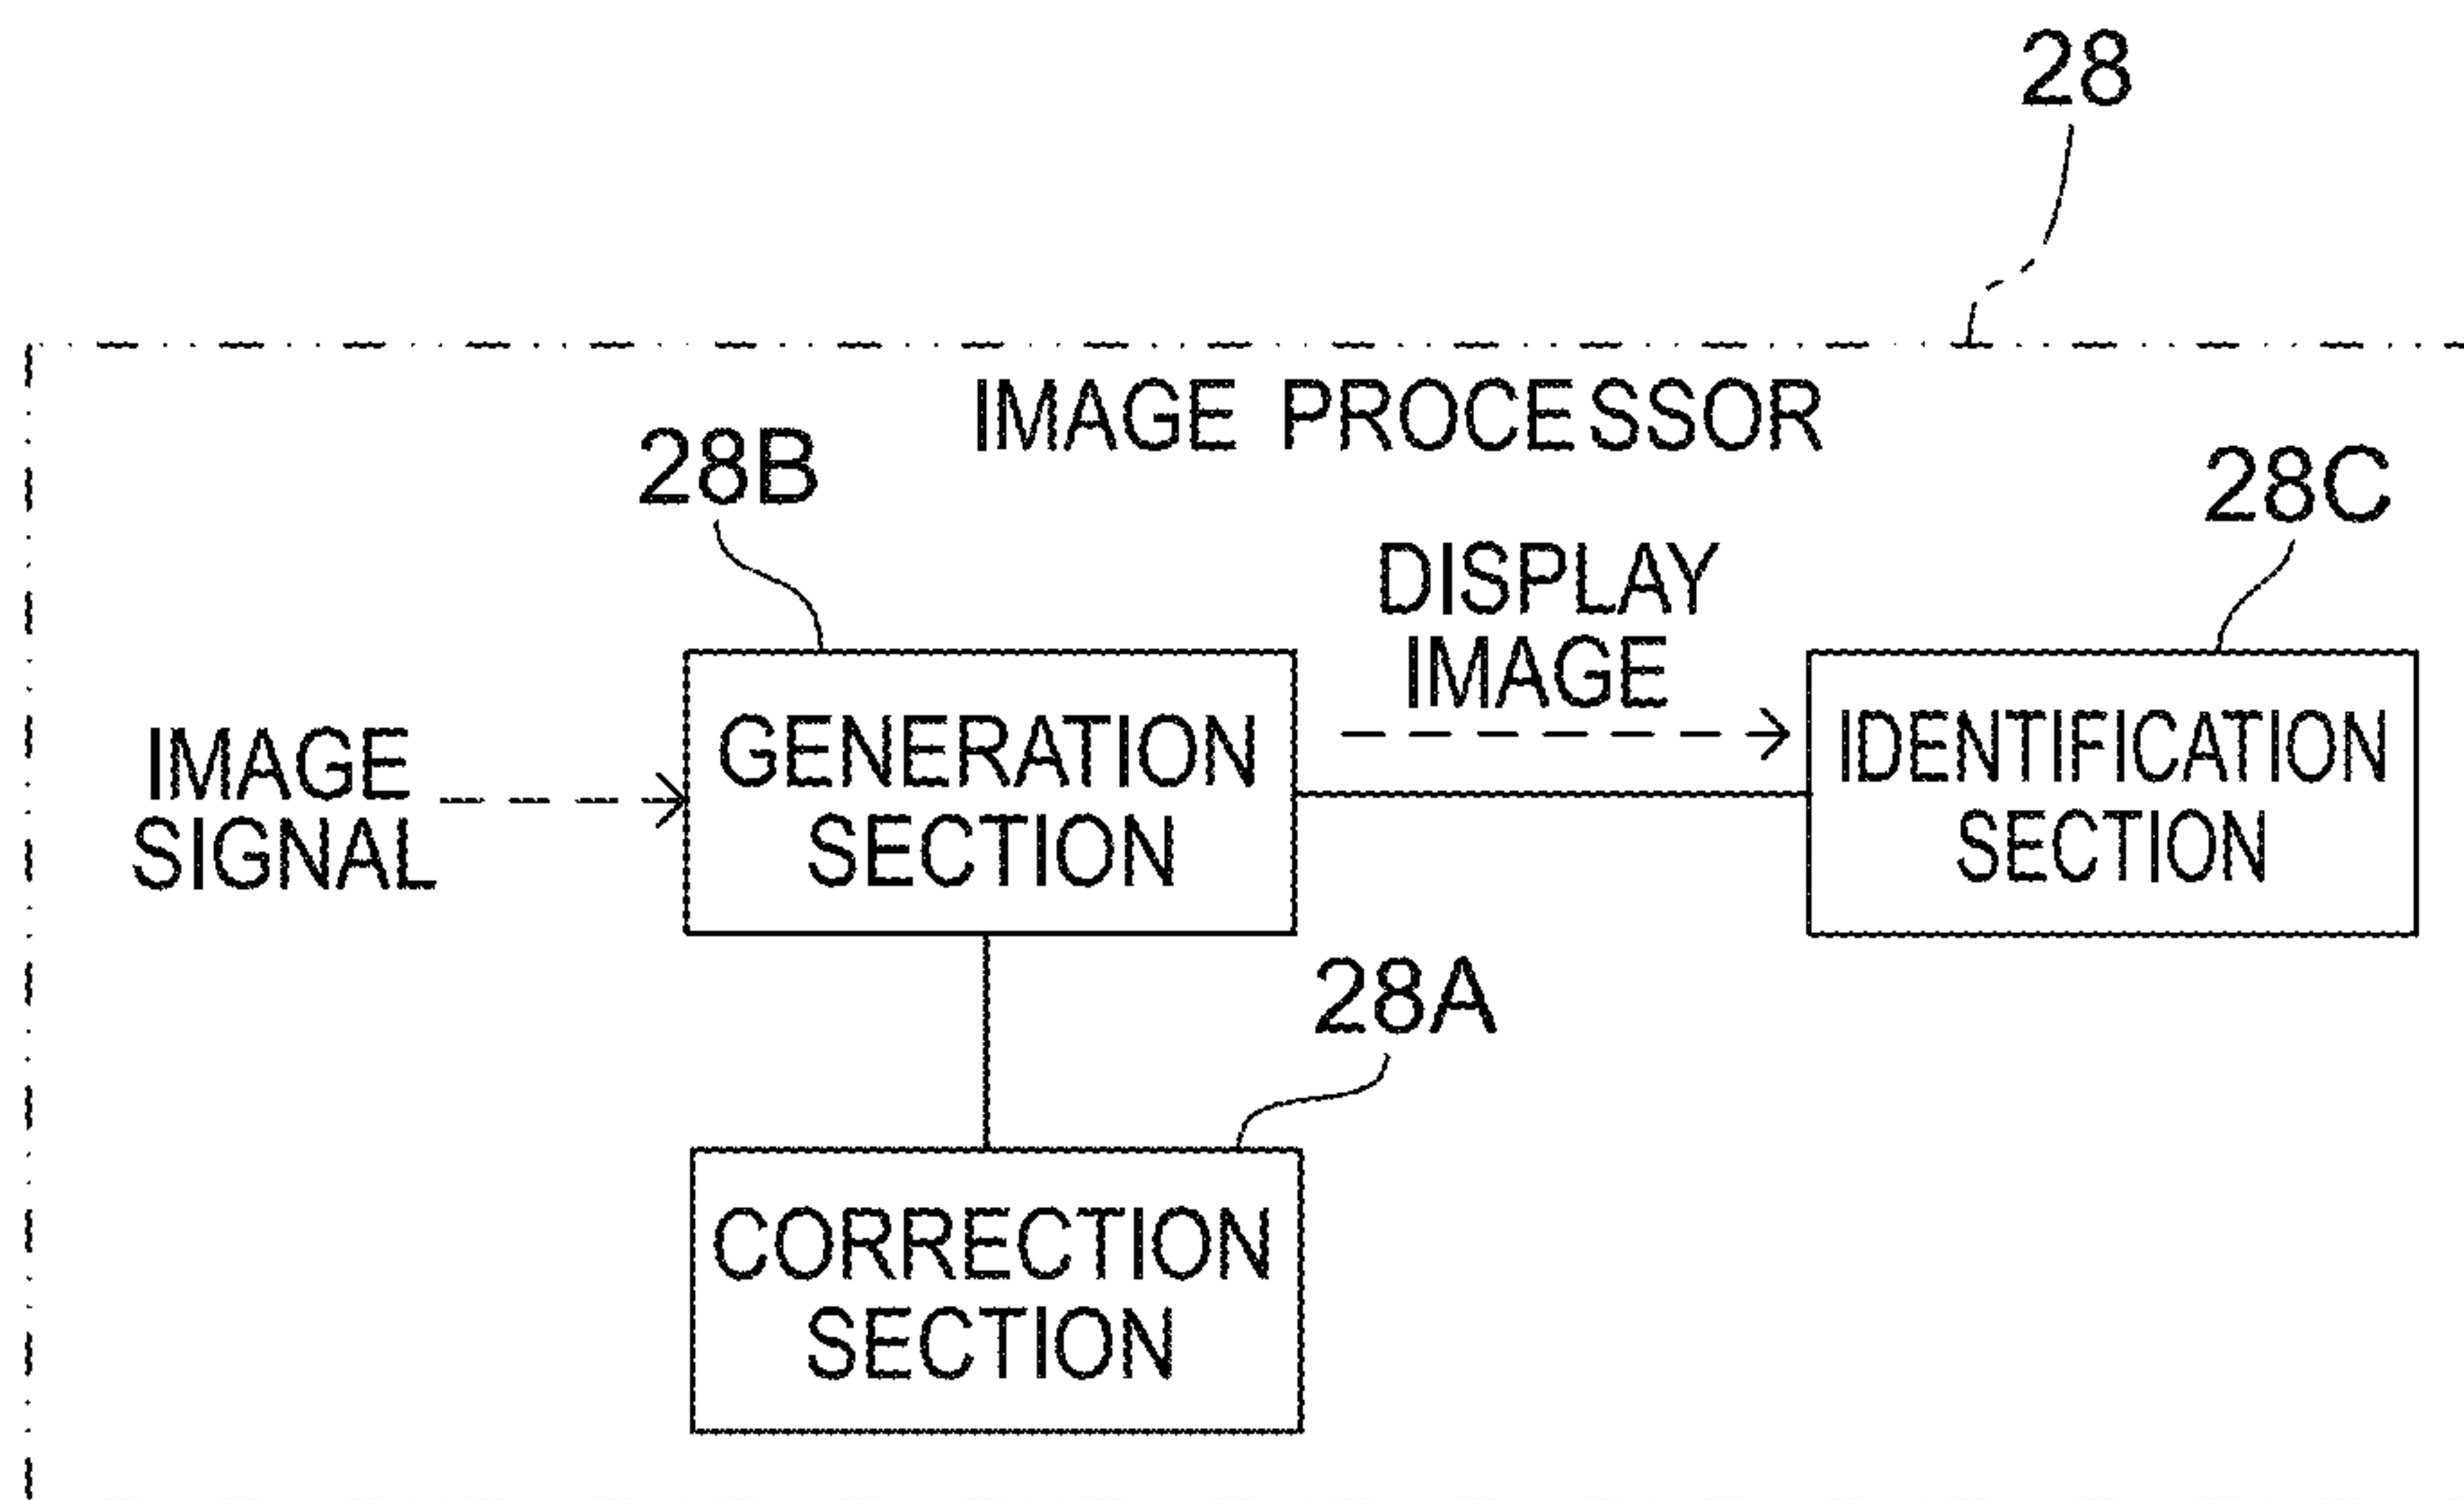 28
IMAGE PROCESSOR
28B
28C
DISPLAY
IMAGE
IMAGE
SIGNAL
GENERATION
SECTION
IDENTIFICATION
SECTION
28A
CORRECTION
SECTION